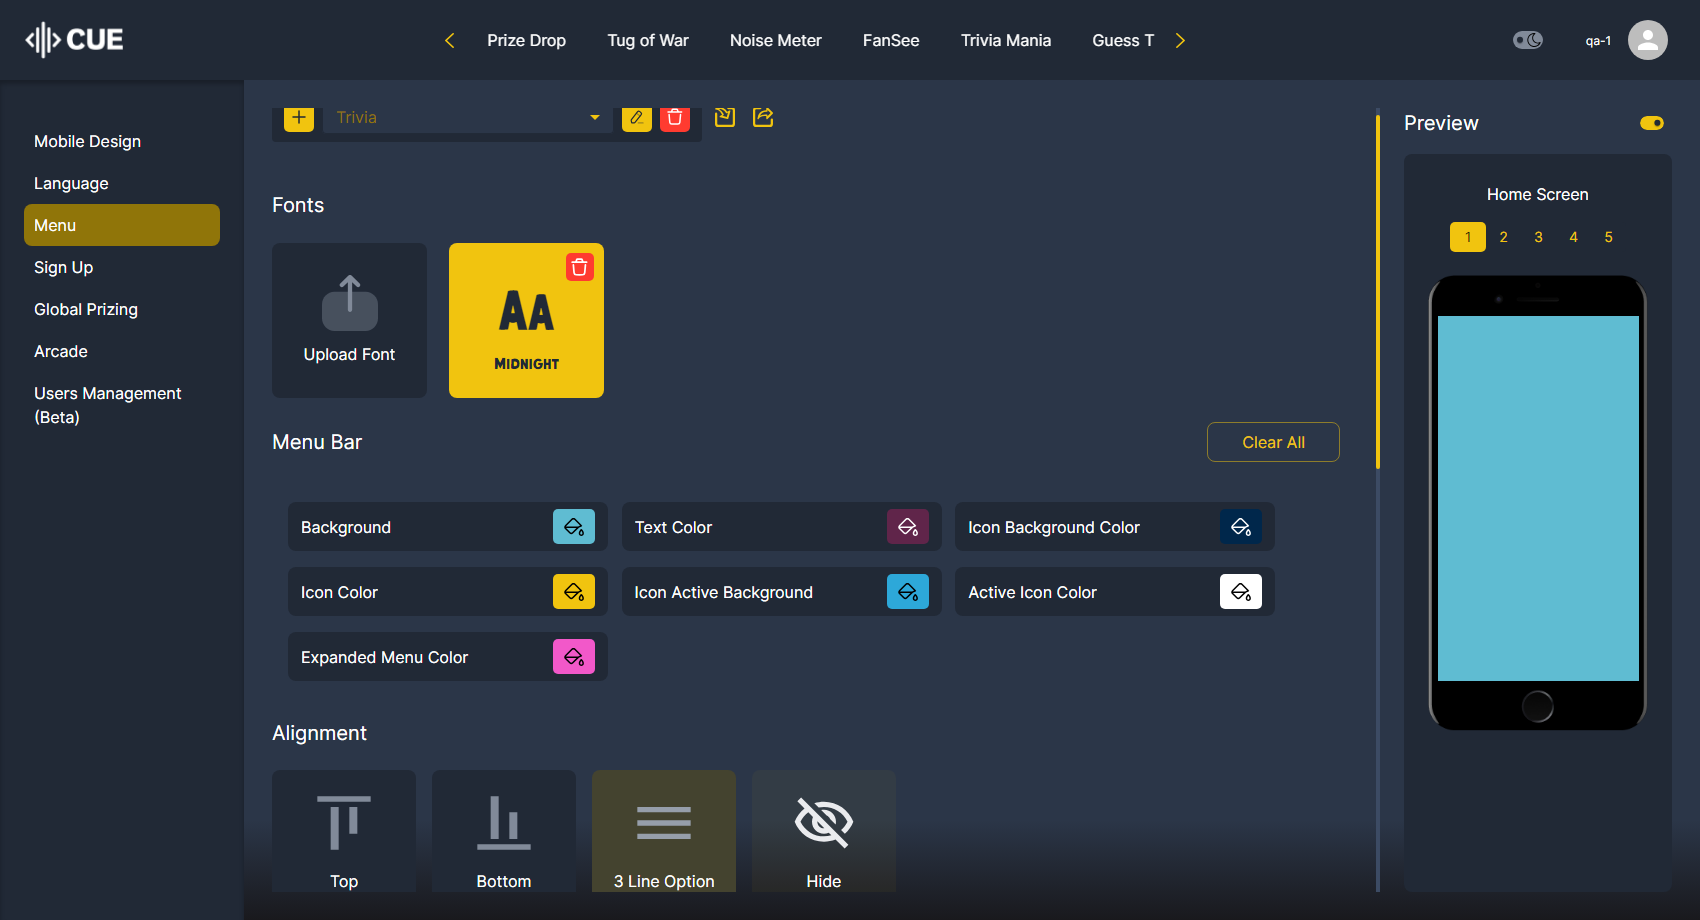 CUE
Prize Drop
Tug of War
Noise Meter
FanSee
Trivia Mania
Guess T
qa-1
Mobile Design
Language
Menu
Sign Up
Global Prizing
Arcade
Users Management
(Beta)
Trivia
Fonts
Upload Font
AA
MIDNIGHT
Menu Bar
Clear All
Background
Text Color
Icon Background Color
Icon Color
Icon Active Background
Active Icon Color
Expanded Menu Color
Alignment
Top
Bottom
3 Line Option
Hide
Preview
Home Screen
1 2 3 4 5